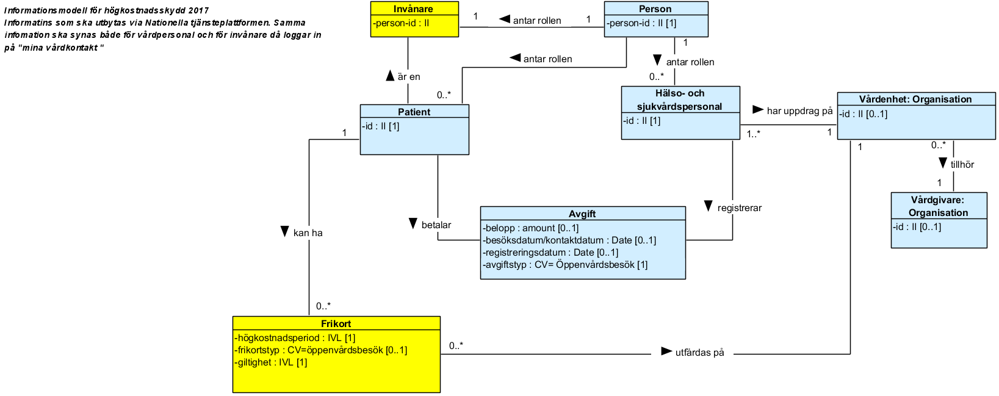 Informationsmodell för högkostnadsskydd 2017
Informatins som ska utbytas via Nationella tjänsteplattformen. Samma
infomation ska synas både för vårdpersonal och för invånare då loggar in
på "mina vårdkontakt "
Invånare
-person-id : II
1
antar rollen
1
Person
-person-id : II [1]
1
antar rollen
antar rollen
0..*
är en
0..*
Patient
-id : II [1]
1
Hälso- och
sjukvårdspersonal
-id : II [1]
har uppdrag på
1..*
1
Vårdenhet: Organisation
-id : II [0..1]
1
0..*
tillhör
1
Vårdgivare:
Organisation
-id : II [0..1]
registrerar
betalar
Avgift
-belopp : amount [0..1]
-besöksdatum/kontaktdatum : Date [0..1]
-registreringsdatum : Date [0..1]
-avgiftstyp : CV= Öppenvårdsbesök [1]
kan ha
0..*
Frikort
-högkostnadsperiod : IVL [1]
-frikortstyp : CV=öppenvårdsbesök [0..1]
-giltighet : IVL [1]
0..*
utfärdas på